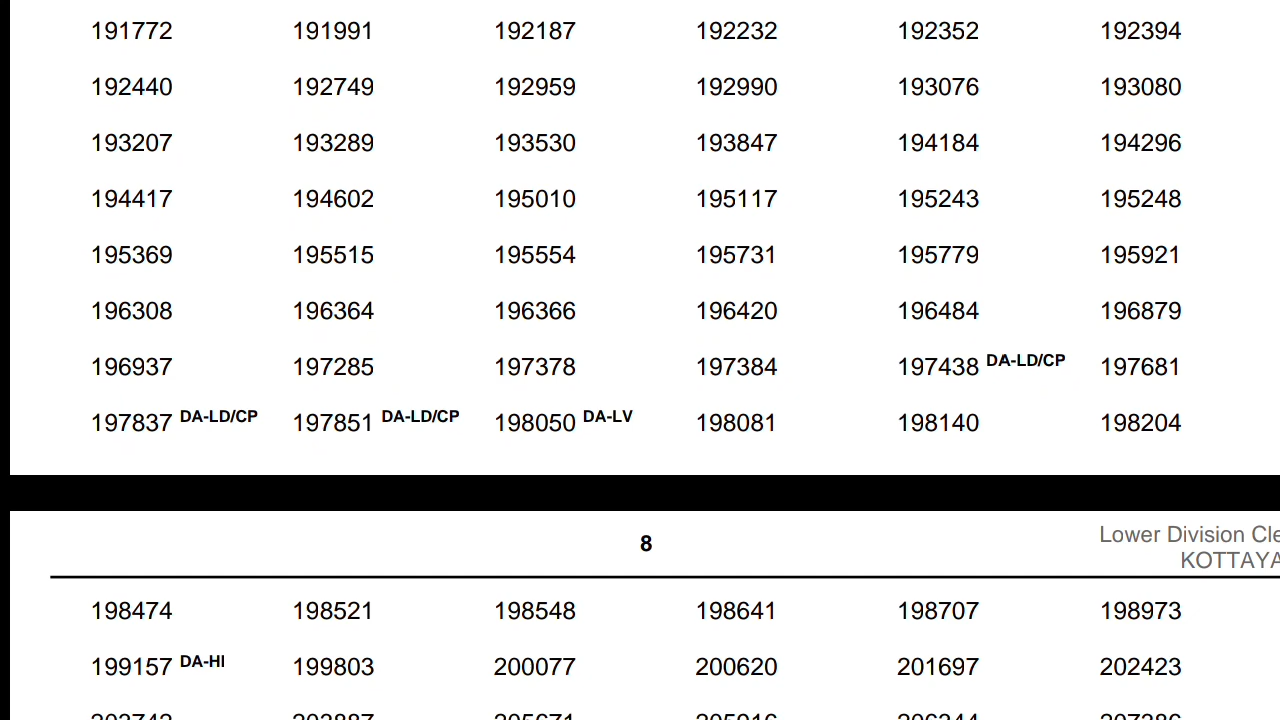 191772 191991 192187 192232 192352 192394
192440 192749 192959 192990 193076 193080
193207 193289 193530 193847 194184 194296
194417 194602 195010 195117 195243 195248
195369 195515 195554 195731 195779 195921
196308 196364 196366 196420 196484 196879
196937 197285 197378 197384 197438 DA-LD/CP 197681
197837 DA-LD/CP 197851 DA-LD/CP 198050 DA-LV 198081 198140 198204
8
Lower Division Cle
KOTTAYA
198474 198521 198548 198641 198707 198973
199157 DA-HI 199803 200077 200620 201697 202423